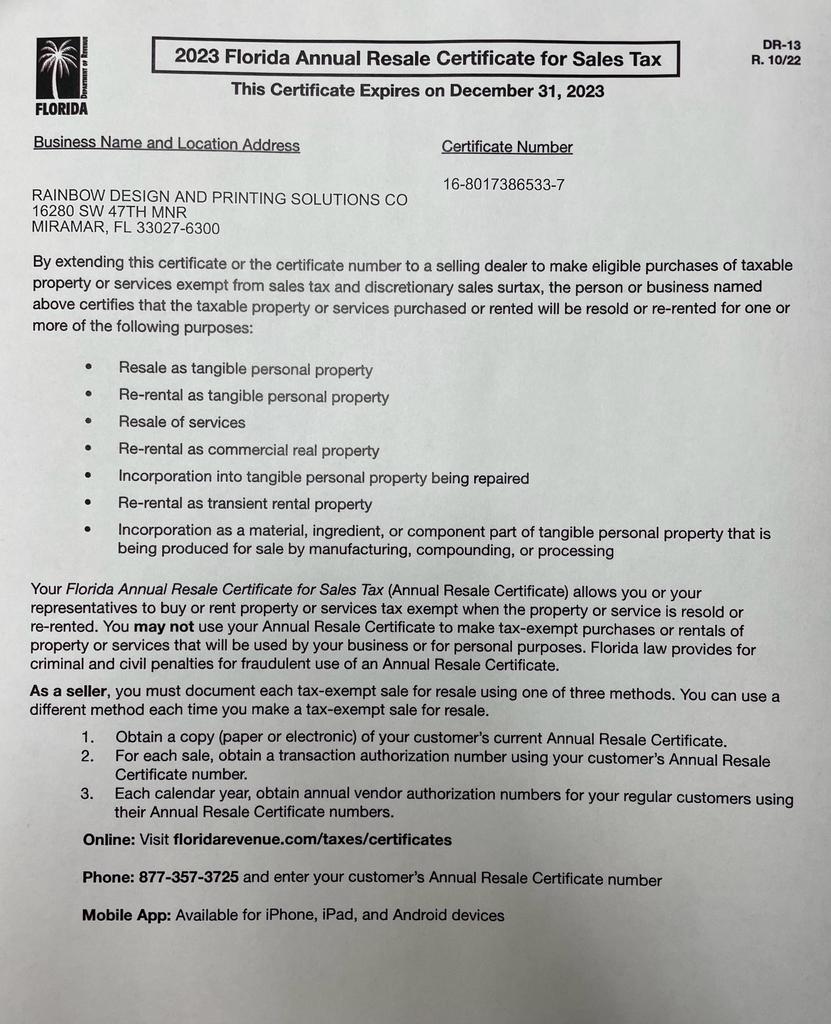 DEPARTMENT OF REVENUE
FLORIDA
2023 Florida Annual Resale Certificate for Sales Tax
DR-13
R. 10/22
This Certificate Expires on December 31, 2023
Business Name and Location Address
Certificate Number
16-8017386533-7
RAINBOW DESIGN AND PRINTING SOLUTIONS CO
16280 SW 47TH MNR
MIRAMAR, FL 33027-6300
By extending this certificate or the certificate number to a selling dealer to make eligible purchases of taxable
property or services exempt from sales tax and discretionary sales surtax, the person or business named
above certifies that the taxable property or services purchased or rented will be resold or re-rented for one or
more of the following purposes:
• Resale as tangible personal property
• Re-rental as tangible personal property
• Resale of services
• Re-rental as commercial real property
• Incorporation into tangible personal property being repaired
• Re-rental as transient rental property
• Incorporation as a material, ingredient, or component part of tangible personal property that is
being produced for sale by manufacturing, compounding, or processing
Your Florida Annual Resale Certificate for Sales Tax (Annual Resale Certificate) allows you or your
representatives to buy or rent property or services tax exempt when the property or service is resold or
re-rented. You may not use your Annual Resale Certificate to make tax-exempt purchases or rentals of
property or services that will be used by your business or for personal purposes. Florida law provides for
criminal and civil penalties for fraudulent use of an Annual Resale Certificate.
As a seller, you must document each tax-exempt sale for resale using one of three methods. You can use a
different method each time you make a tax-exempt sale for resale.
1. Obtain a copy (paper or electronic) of your customer's current Annual Resale Certificate.
2. For each sale, obtain a transaction authorization number using your customer's Annual Resale
Certificate number.
3. Each calendar year, obtain annual vendor authorization numbers for your regular customers using
their Annual Resale Certificate numbers.
Online: Visit floridarevenue.com/taxes/certificates
Phone: 877-357-3725 and enter your customer's Annual Resale Certificate number
Mobile App: Available for iPhone, iPad, and Android devices